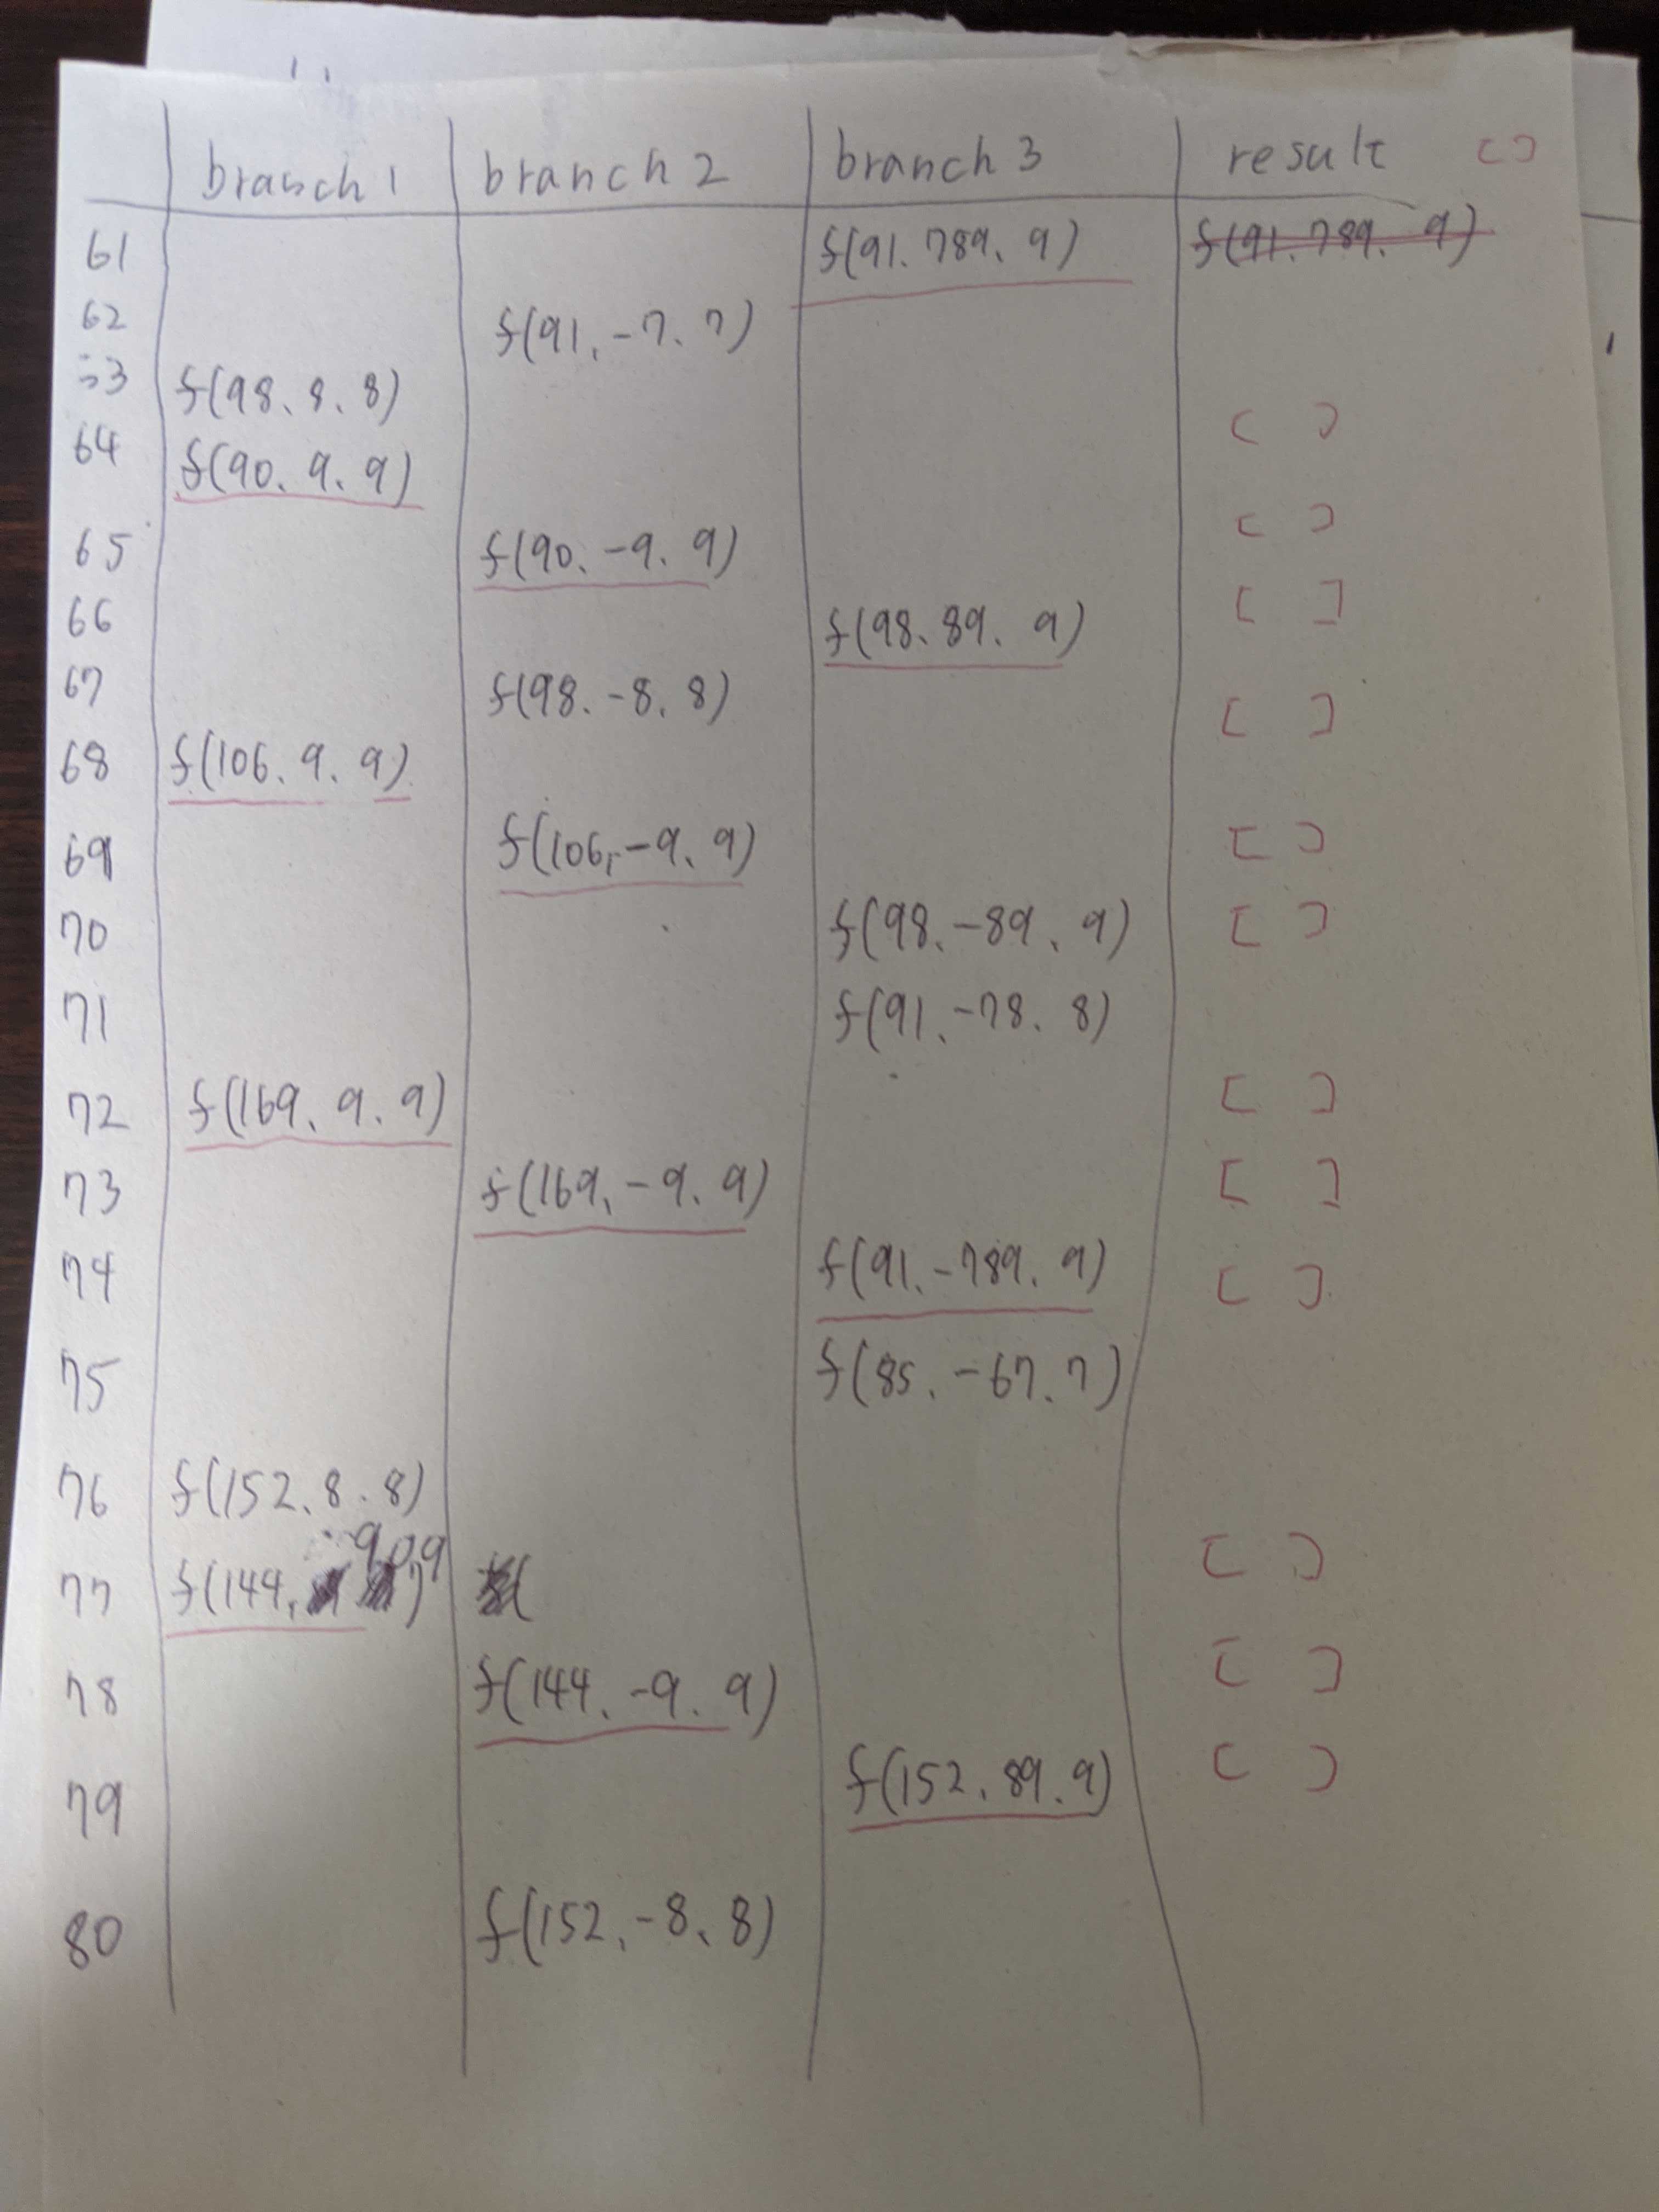 branch 1 branch 2 branch 3 result [ ]
61 f(91, 789, 9) f(91, 789, 9)
62 f(91, -7, 7)
63 f(98, 8, 8) [ ]
64 f(90, 9, 9)
65 f(90, -9, 9) [ ]
66 f(98, 89, 9) [ ]
67 f(98, -8, 8) [ ]
68 f(106, 9, 9)
69 f(106, -9, 9) [ ]
70 f(98, -89, 9) [ ]
71 f(91, -78, 8)
72 f(169, 9, 9) [ ]
73 f(169, -9, 9) [ ]
74 f(91, -789, 9) [ ]
75 f(85, -67, 7)
76 f(152, 8, 8)
77 f(144, 9, 9) [ ]
78 f(144, -9, 9) [ ]
79 f(152, 89, 9) [ ]
80 f(152, -8, 8)